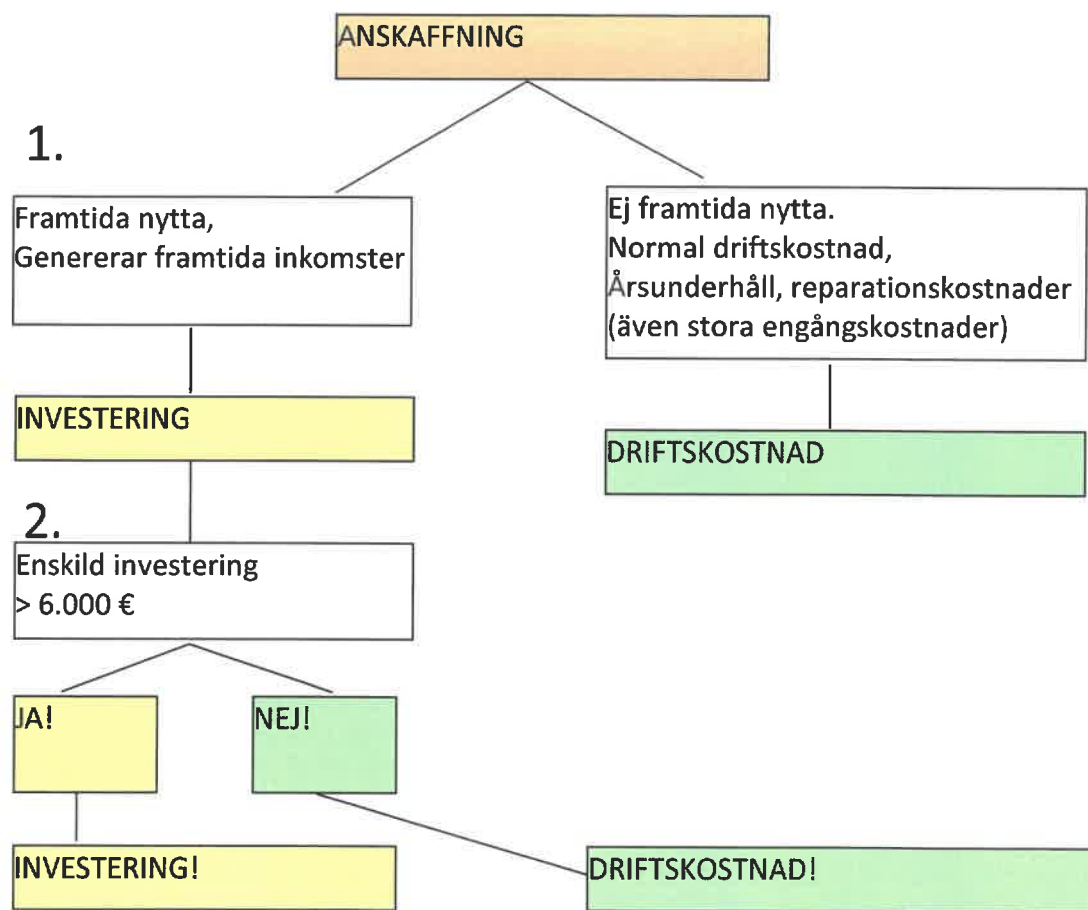 ANSKAFFNING
1.
Framtida nytta,
Genererar framtida inkomster
Ej framtida nytta.
Normal driftskostnad,
Årsunderhåll, reparationskostnader
(även stora engångskostnader)
INVESTERING
DRIFTSKOSTNAD
2.
Enskild investering
> 6.000 €
JA!
NEJ!
INVESTERING!
DRIFTSKOSTNAD!